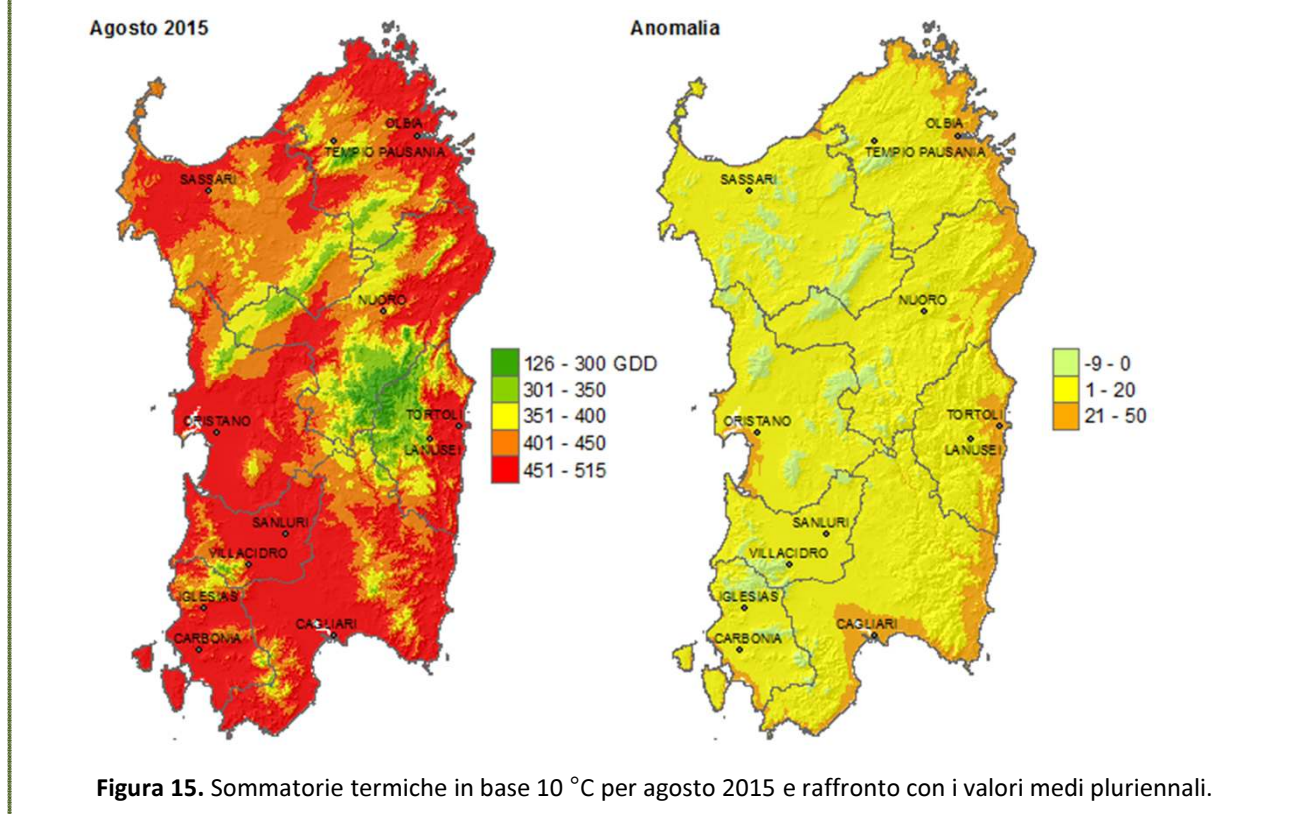 Agosto 2015
OLBIA
TEMPIO PAUSANIA
SASSARI
NUORO
ORISTANO
TORTOLI
LANUSEI
SANLURI
VILLACIDRO
IGLESIAS
CAGLIARI
CARBONIA
126 - 300 GDD
301 - 350
351 - 400
401 - 450
451 - 515
Anomalia
OLBIA
TEMPIO PAUSANIA
SASSARI
NUORO
ORISTANO
TORTOLI
LANUSEI
SANLURI
VILLACIDRO
IGLESIAS
CAGLIARI
CARBONIA
-9 - 0
1 - 20
21 - 50
Figura 15. Sommatorie termiche in base 10 °C per agosto 2015 e raffronto con i valori medi pluriennali.